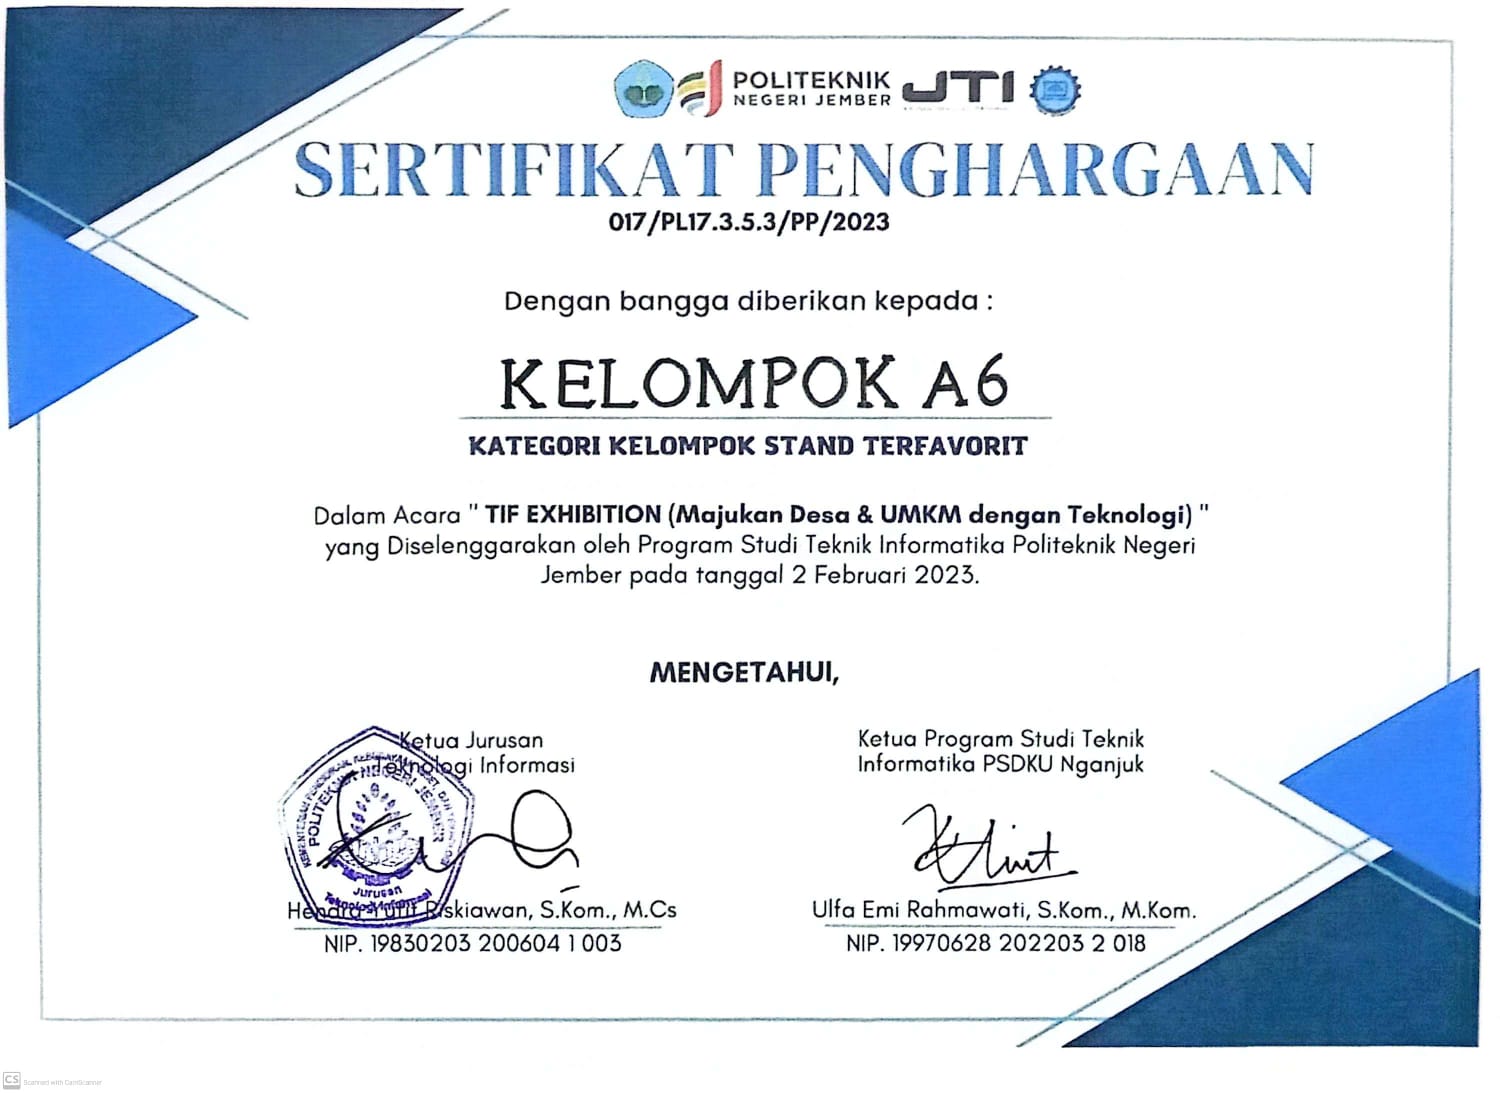 POLITEKNIK
NEGERI JEMBER
JTI
SERTIFIKAT PENGHARGAAN
017/PL17.3.5.3/PP/2023
Dengan bangga diberikan kepada :
KELOMPOK A6
KATEGORI KELOMPOK STAND TERFAVORIT
Dalam Acara " TIF EXHIBITION (Majukan Desa & UMKM dengan Teknologi) "
yang Diselenggarakan oleh Program Studi Teknik Informatika Politeknik Negeri
Jember pada tanggal 2 Februari 2023.
MENGETAHUI,
Ketua Jurusan
Teknologi Informasi
POLITEKNIK NEGERI JEMBER
Jurusan
Teknologi Informasi
Hendra Yufit Riskiawan, S.Kom., M.Cs
NIP. 19830203 200604 1 003
Ketua Program Studi Teknik
Informatika PSDKU Nganjuk
Ulfa Emi Rahmawati, S.Kom., M.Kom.
NIP. 19970628 202203 2 018
CS Scanned with CamScanner